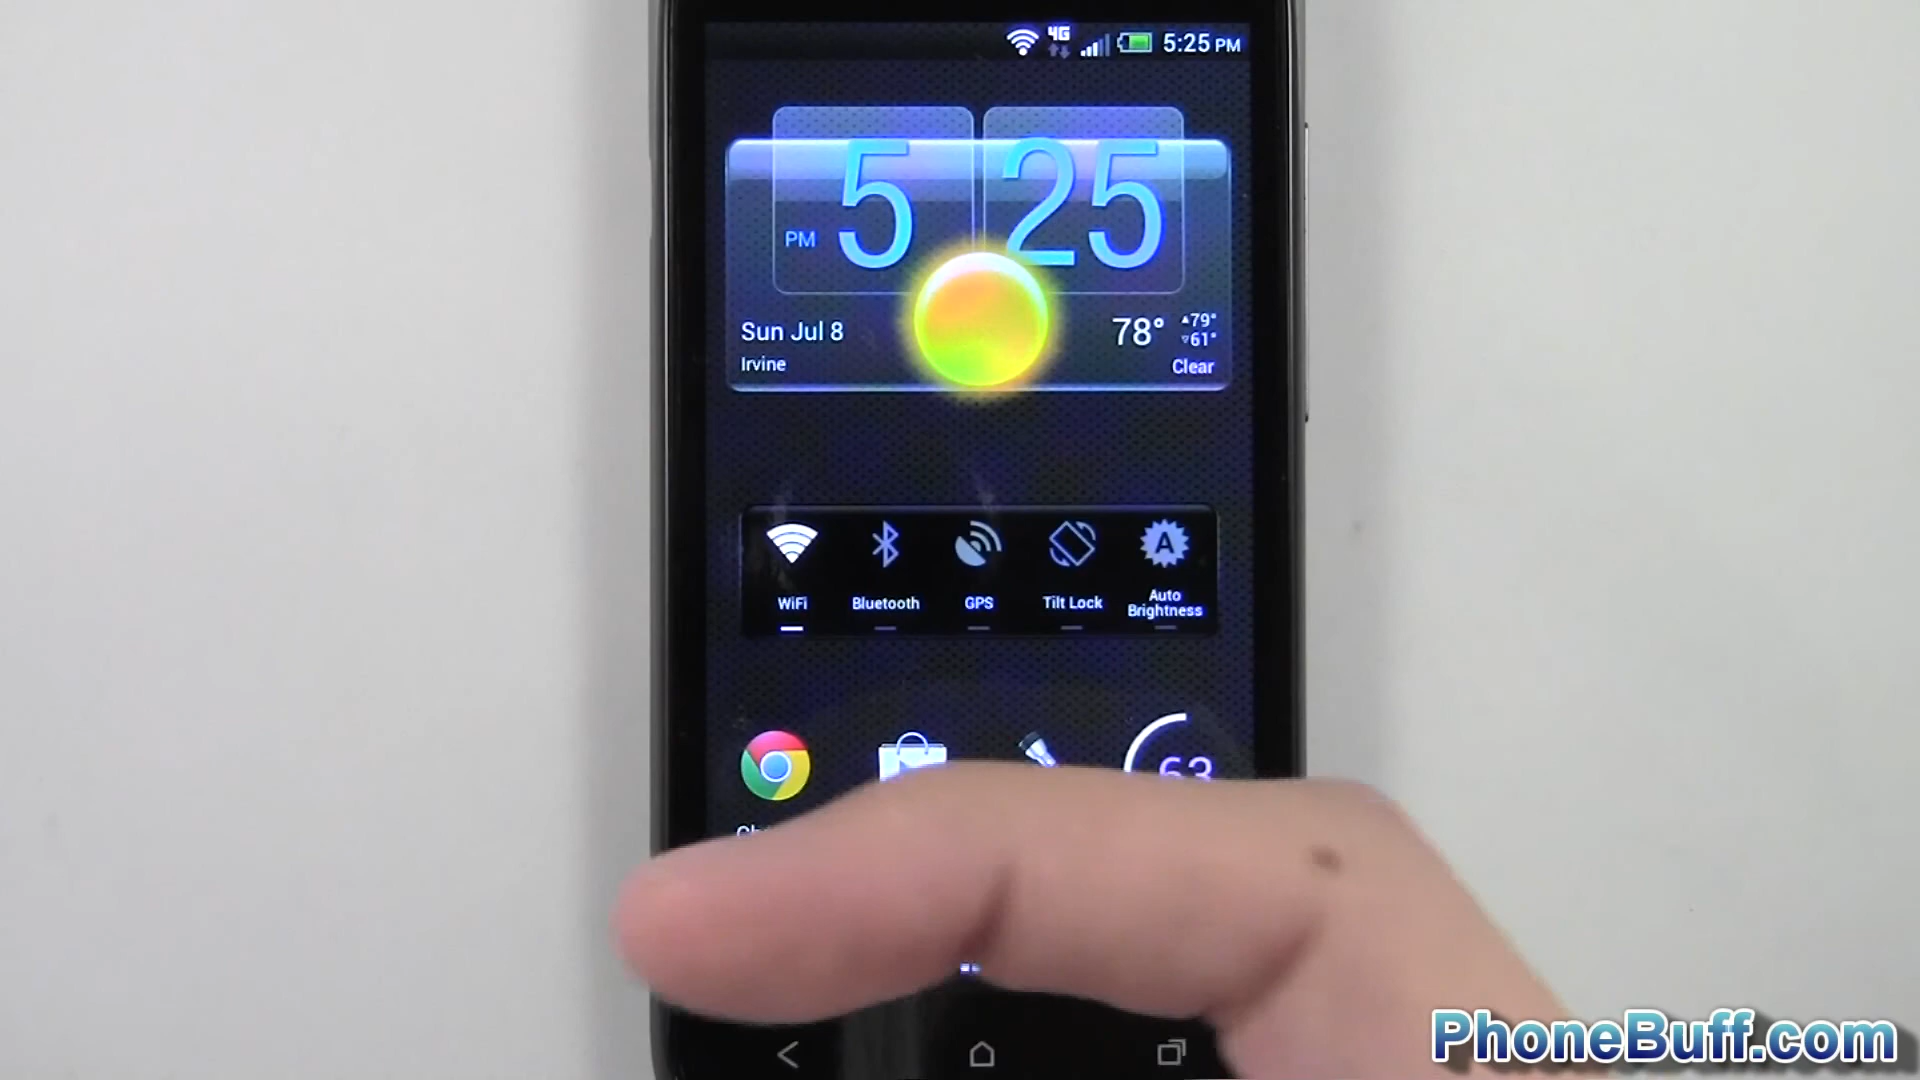 4G 5:25 PM
PM 5 25
Sun Jul 8 78° 79°
61°
Irvine Clear
WiFi Bluetooth GPS Tilt Lock Auto Brightness
A
63
PhoneBuff.com